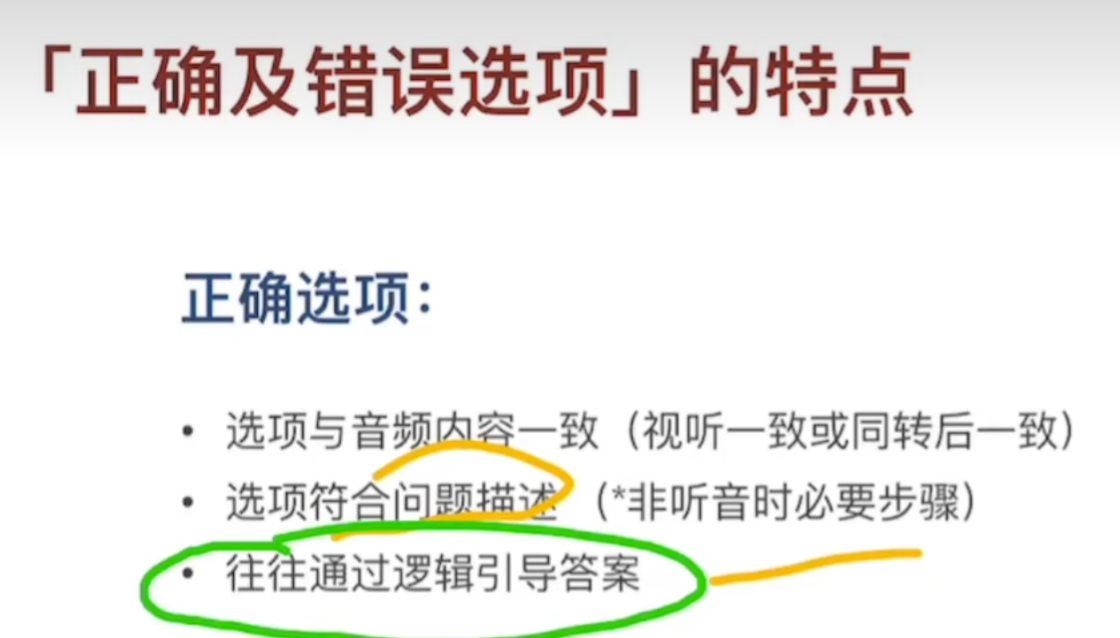 「正确及错误选项」的特点
正确选项：
• 选项与音频内容一致（视听一致或同转后一致）
• 选项符合问题描述（*非听音时必要步骤）
• 往往通过逻辑引导答案